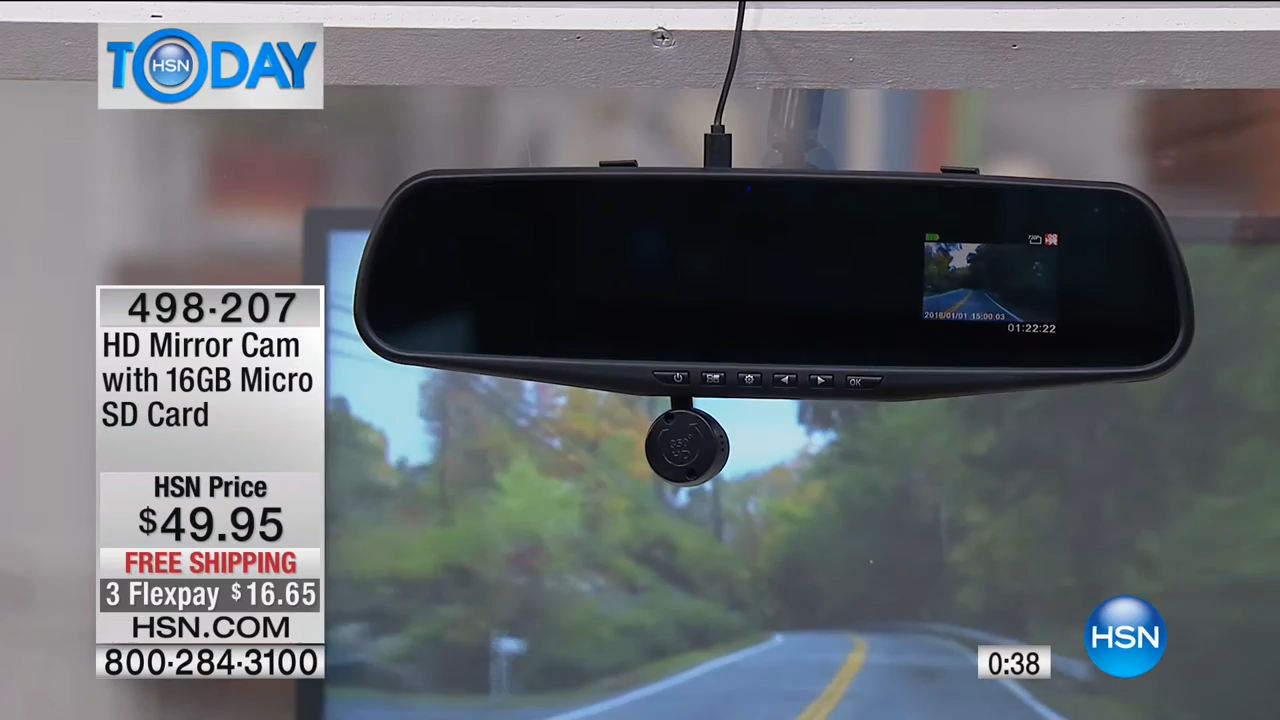 HSN
TODAY
498-207
HD Mirror Cam
with 16GB Micro
SD Card
HSN Price
$49.95
FREE SHIPPING
3 Flexpay $16.65
HSN.COM
800-284-3100
2016/01/01 15:00:03
01:22:22
OK
HD
0:38
HSN